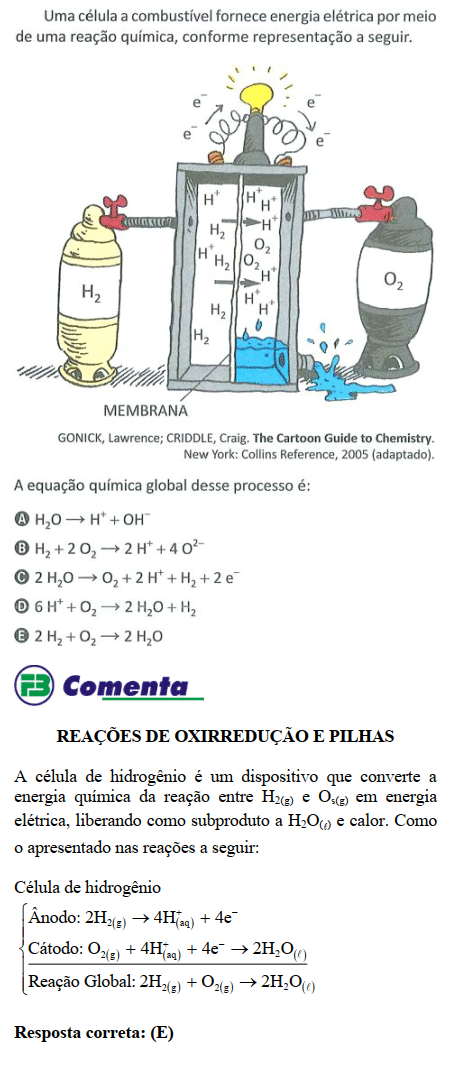 Uma célula a combustível fornece energia elétrica por meio
de uma reação química, conforme representação a seguir.
e⁻
e⁻
e⁻
e⁻
H⁺
H⁺
H⁺
H₂
H⁺
H⁺
O₂
H₂
O₂
H⁺
H₂
H⁺
H⁺
H₂
H₂
O₂
MEMBRANA
GONICK, Lawrence; CRIDDLE, Craig. The Cartoon Guide to Chemistry.
New York: Collins Reference, 2005 (adaptado).
A equação química global desse processo é:
A H₂O → H⁺ + OH⁻
B H₂ + 2 O₂ → 2 H⁺ + 4 O²⁻
C 2 H₂O → O₂ + 2 H⁺ + H₂ + 2 e⁻
D 6 H⁺ + O₂ → 2 H₂O + H₂
E 2 H₂ + O₂ → 2 H₂O
FB Comenta
REAÇÕES DE OXIRREDUÇÃO E PILHAS
A célula de hidrogênio é um dispositivo que converte a
energia química da reação entre H₂(g) e Os(g) em energia
elétrica, liberando como subproduto a H₂O(ℓ) e calor. Como
o apresentado nas reações a seguir:
Célula de hidrogênio
Ânodo: 2H₂(g) → 4H⁺(aq) + 4e⁻
Cátodo: O₂(g) + 4H⁺(aq) + 4e⁻ → 2H₂O(ℓ)
Reação Global: 2H₂(g) + O₂(g) → 2H₂O(ℓ)
Resposta correta: (E)